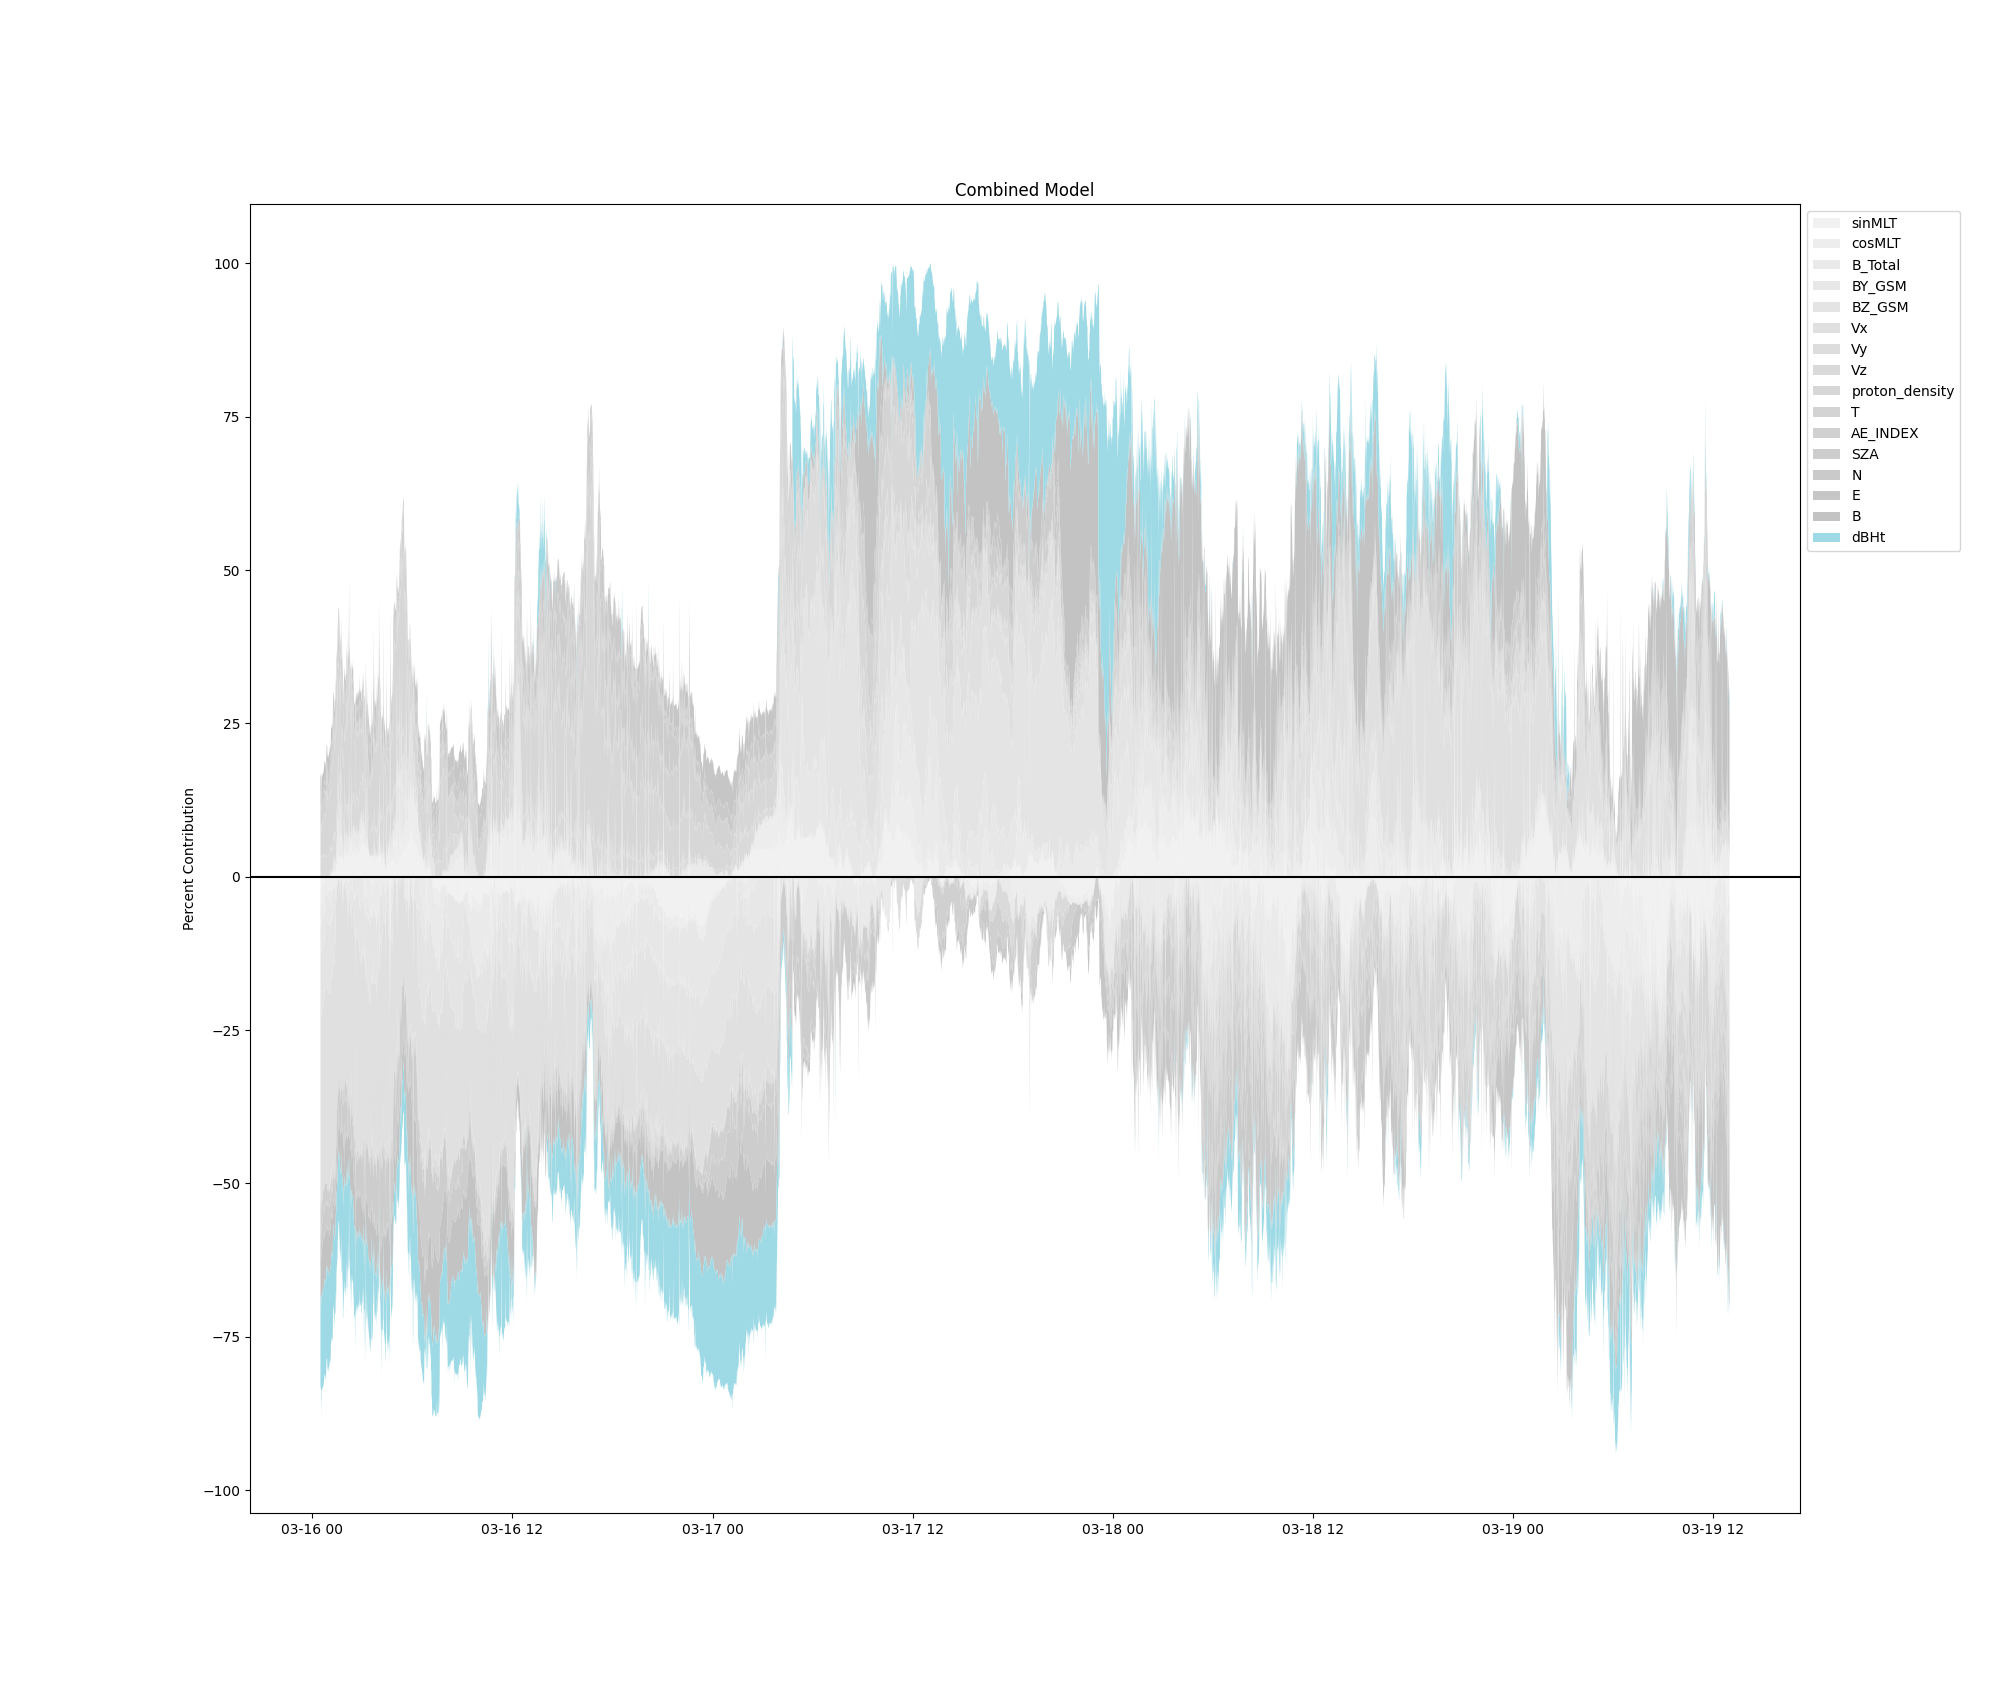 Combined Model
100
75
50
25
0
−25
−50
−75
−100
Percent Contribution
03-16 00
03-16 12
03-17 00
03-17 12
03-18 00
03-18 12
03-19 00
03-19 12
sinMLT
cosMLT
B_Total
BY_GSM
BZ_GSM
Vx
Vy
Vz
proton_density
T
AE_INDEX
SZA
N
E
B
dBHt